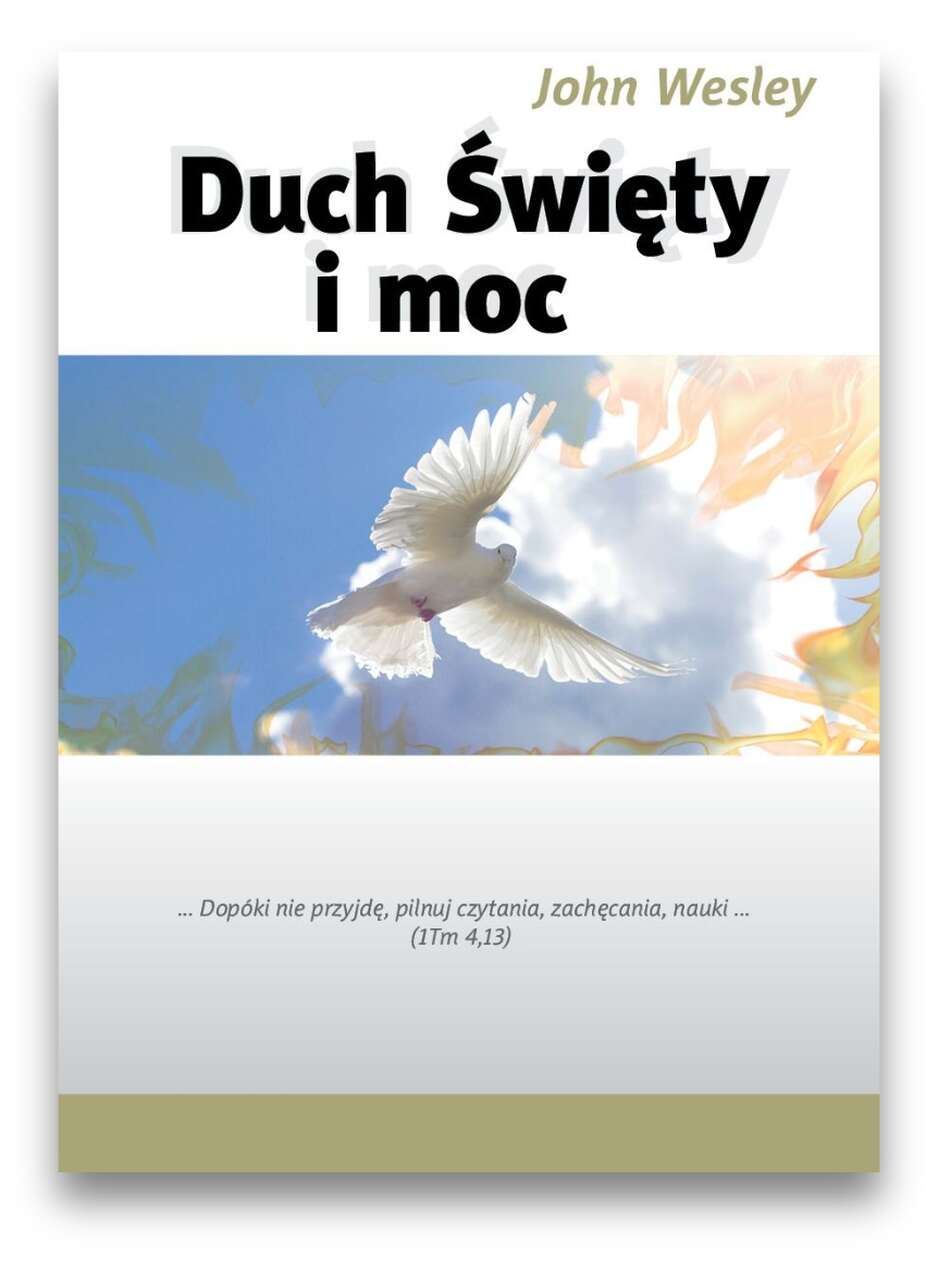 John Wesley
Duch Święty
i moc
... Dopóki nie przyjdę, pilnuj czytania, zachęcania, nauki ...
(1Tm 4,13)